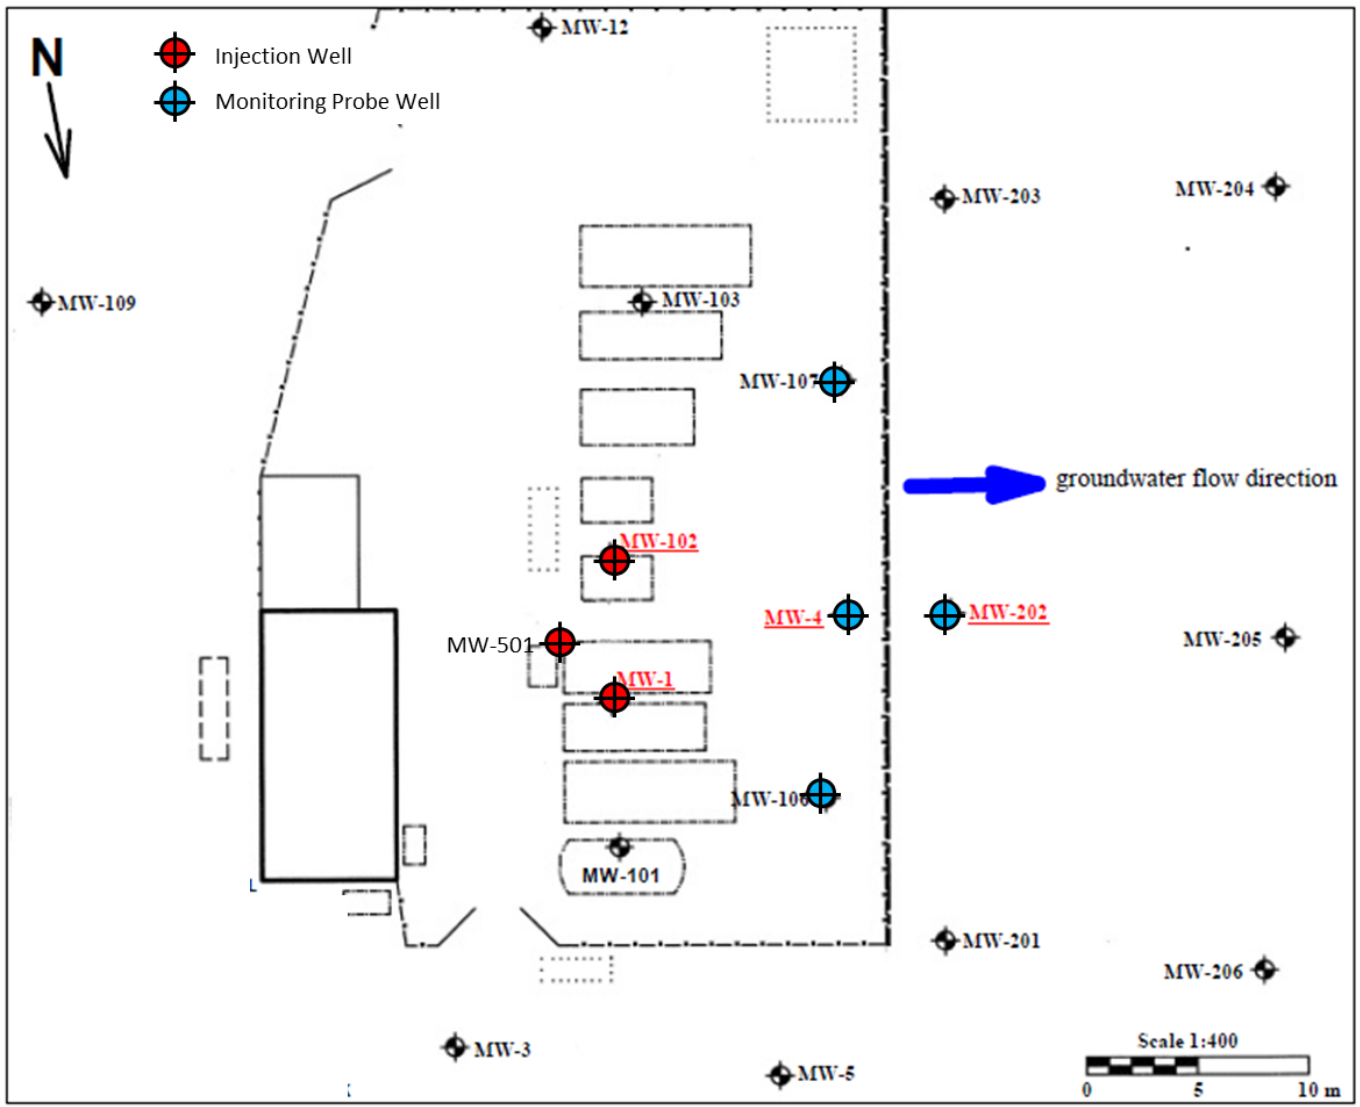 MW-12
N
Injection Well
Monitoring Probe Well
MW-203
MW-204
MW-109
MW-103
MW-107
groundwater flow direction
MW-102
MW-4
MW-202
MW-205
MW-501
MW-1
MW-106
MW-101
MW-201
MW-206
MW-3
Scale 1:400
MW-5
0 5 10 m